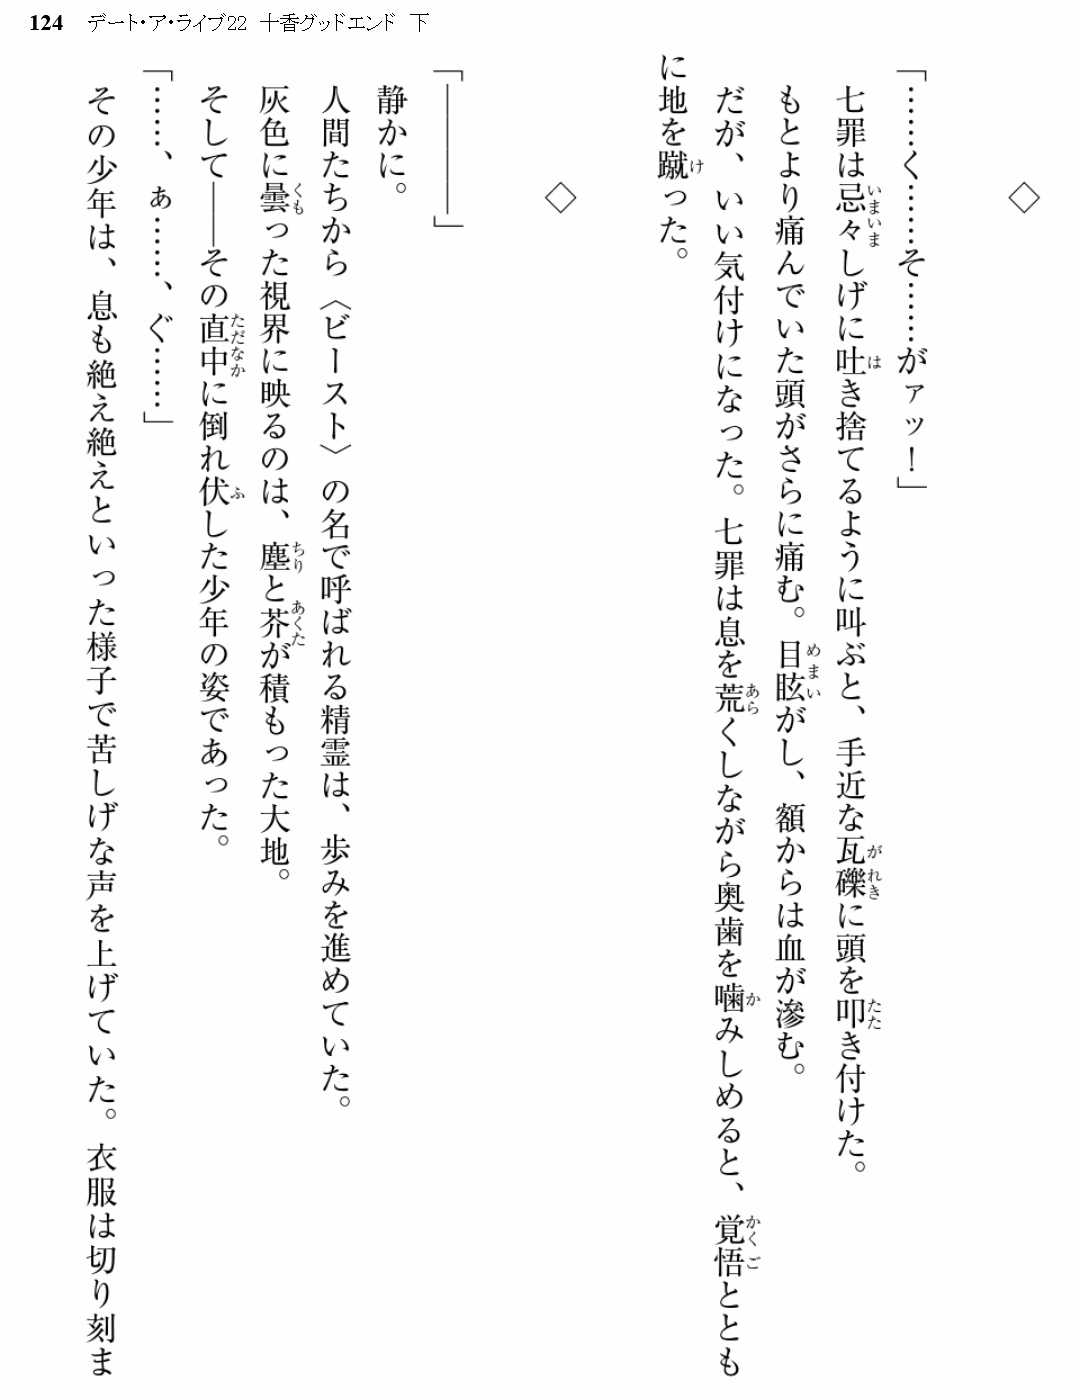 124 デート・ア・ライブ22 十香グッドエンド 下
◇
「……く……そ……がァッ！」
七罪は忌々しげに吐き捨てるように叫ぶと、手近な瓦礫に頭を叩き付けた。
もとより痛んでいた頭がさらに痛む。目眩がし、額からは血が滲む。
だが、いい気付けになった。七罪は息を荒くしながら奥歯を噛みしめると、覚悟ととも
に地を蹴った。
◇
「――――」
静かに。
人間たちから〈ビースト〉の名で呼ばれる精霊は、歩みを進めていた。
灰色に曇った視界に映るのは、塵と芥が積もった大地。
そして――その直中に倒れ伏した少年の姿であった。
「……、ぁ……、ぐ……」
その少年は、息も絶え絶えといった様子で苦しげな声を上げていた。衣服は切り刻ま